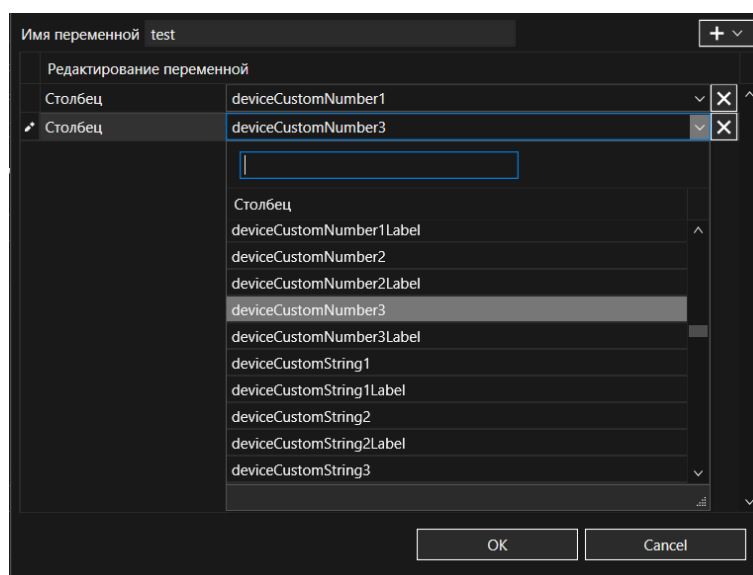 Имя переменной test
Редактирование переменной
Столбец deviceCustomNumber1
Столбец deviceCustomNumber3
Столбец
deviceCustomNumber1Label
deviceCustomNumber2
deviceCustomNumber2Label
deviceCustomNumber3
deviceCustomNumber3Label
deviceCustomString1
deviceCustomString1Label
deviceCustomString2
deviceCustomString2Label
deviceCustomString3
OK Cancel